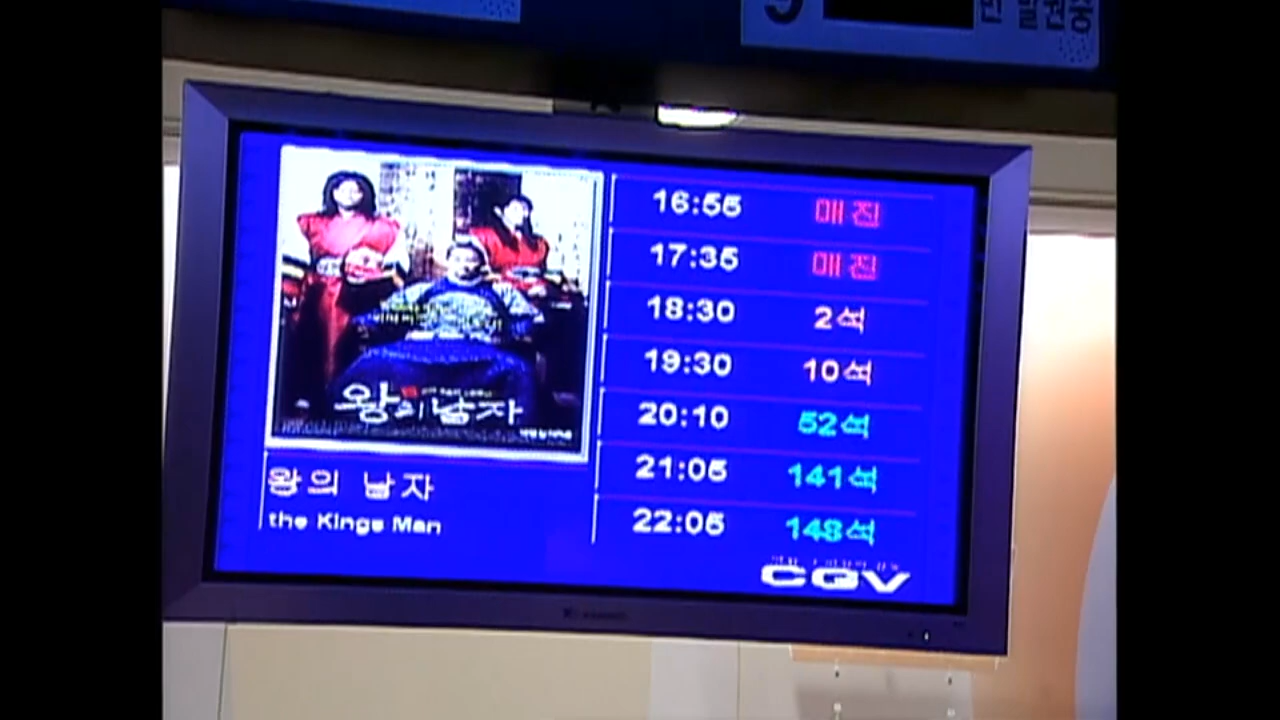 왕의 남자
16:55 매진
17:35 매진
18:30 2석
19:30 10석
20:10 52석
21:05 141석
22:05 148석
왕의 남자
the Kings Man
CGV